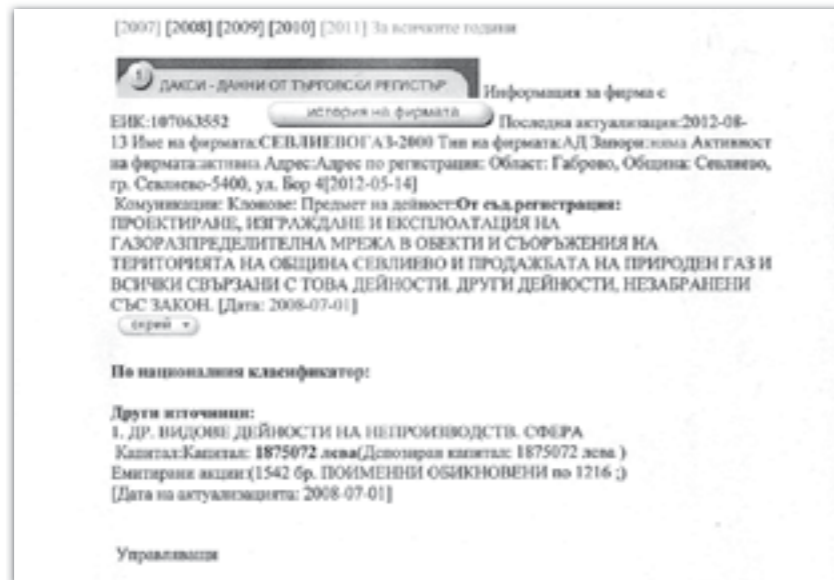 [2007] [2008] [2009] [2010] [2011] За всичките години
1 ДАКСИ - ДАННИ ОТ ТЪРГОВСКИ РЕГИСТЪР Информация за фирма с
ЕИК:107063552 история на фирмата Последна актуализация:2012-08-
13 Име на фирмата:СЕВЛИЕВОГАЗ-2000 Тип на фирмата:АД Запори:няма Активност
на фирмата:активна Адрес:Адрес по регистрация: Област: Габрово, Община: Севлиево,
гр. Севлиево-5400, ул. Бор 4[2012-05-14]
Комуникации: Клонове: Предмет на дейност:От съд.регистрация:
ПРОЕКТИРАНЕ, ИЗГРАЖДАНЕ И ЕКСПЛОАТАЦИЯ НА
ГАЗОРАЗПРЕДЕЛИТЕЛНА МРЕЖА В ОБЕКТИ И СЪОРЪЖЕНИЯ НА
ТЕРИТОРИЯТА НА ОБЩИНА СЕВЛИЕВО И ПРОДАЖБАТА НА ПРИРОДЕН ГАЗ И
ВСИЧКИ СВЪРЗАНИ С ТОВА ДЕЙНОСТИ. ДРУГИ ДЕЙНОСТИ, НЕЗАБРАНЕНИ
СЪС ЗАКОН. [Дата: 2008-07-01]
скрий
По националния класификатор:
Други източници:
1. ДР. ВИДОВЕ ДЕЙНОСТИ НА НЕПРОИЗВОДСТВ. СФЕРА
Капитал:Капитал: 1875072 лева(Депозиран капитал: 1875072 лева )
Емитирани акции:(1542 бр. ПОИМЕННИ ОБИКНОВЕНИ по 1216 ;)
[Дата на актуализацията: 2008-07-01]
Управляващи